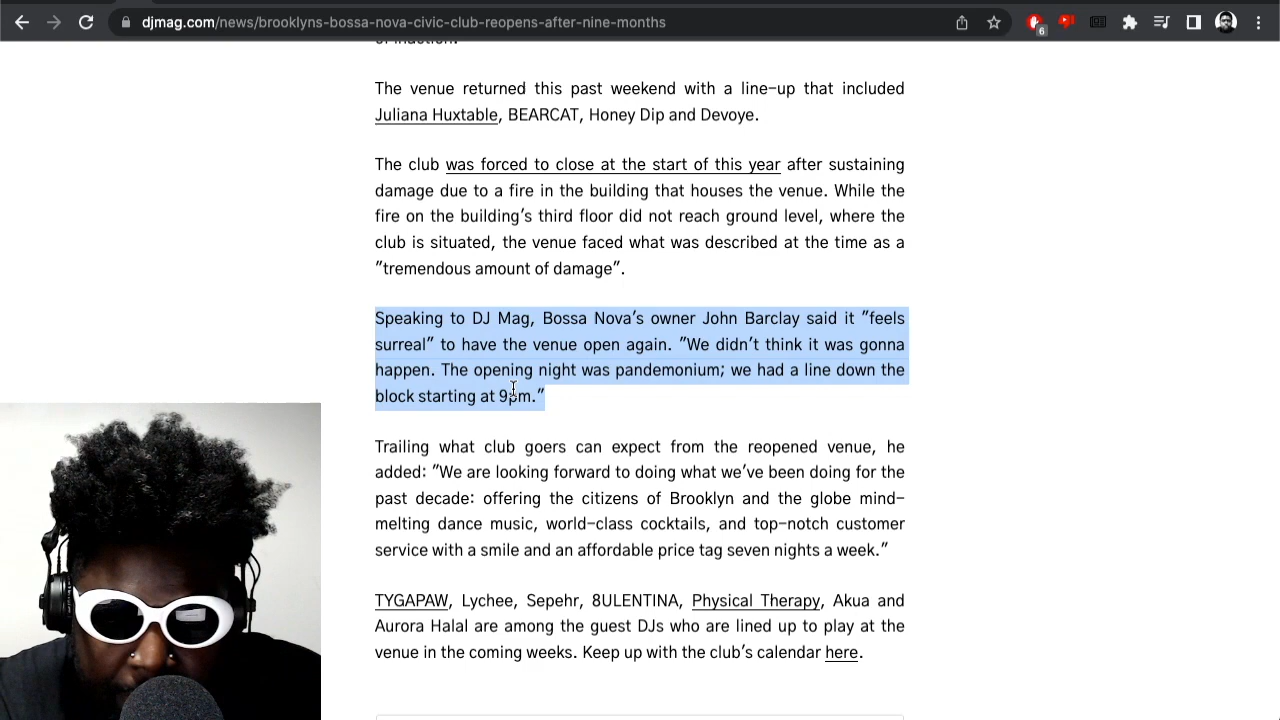 djmag.com/news/brooklyns-bossa-nova-civic-club-reopens-after-nine-months
6
The venue returned this past weekend with a line-up that included
Juliana Huxtable, BEARCAT, Honey Dip and Devoye.
The club was forced to close at the start of this year after sustaining
damage due to a fire in the building that houses the venue. While the
fire on the building's third floor did not reach ground level, where the
club is situated, the venue faced what was described at the time as a
"tremendous amount of damage".
Speaking to DJ Mag, Bossa Nova's owner John Barclay said it "feels
surreal" to have the venue open again. "We didn't think it was gonna
happen. The opening night was pandemonium; we had a line down the
block starting at 9pm."
Trailing what club goers can expect from the reopened venue, he
added: "We are looking forward to doing what we've been doing for the
past decade: offering the citizens of Brooklyn and the globe mind-
melting dance music, world-class cocktails, and top-notch customer
service with a smile and an affordable price tag seven nights a week."
TYGAPAW, Lychee, Sepehr, 8ULENTINA, Physical Therapy, Akua and
Aurora Halal are among the guest DJs who are lined up to play at the
venue in the coming weeks. Keep up with the club's calendar here.